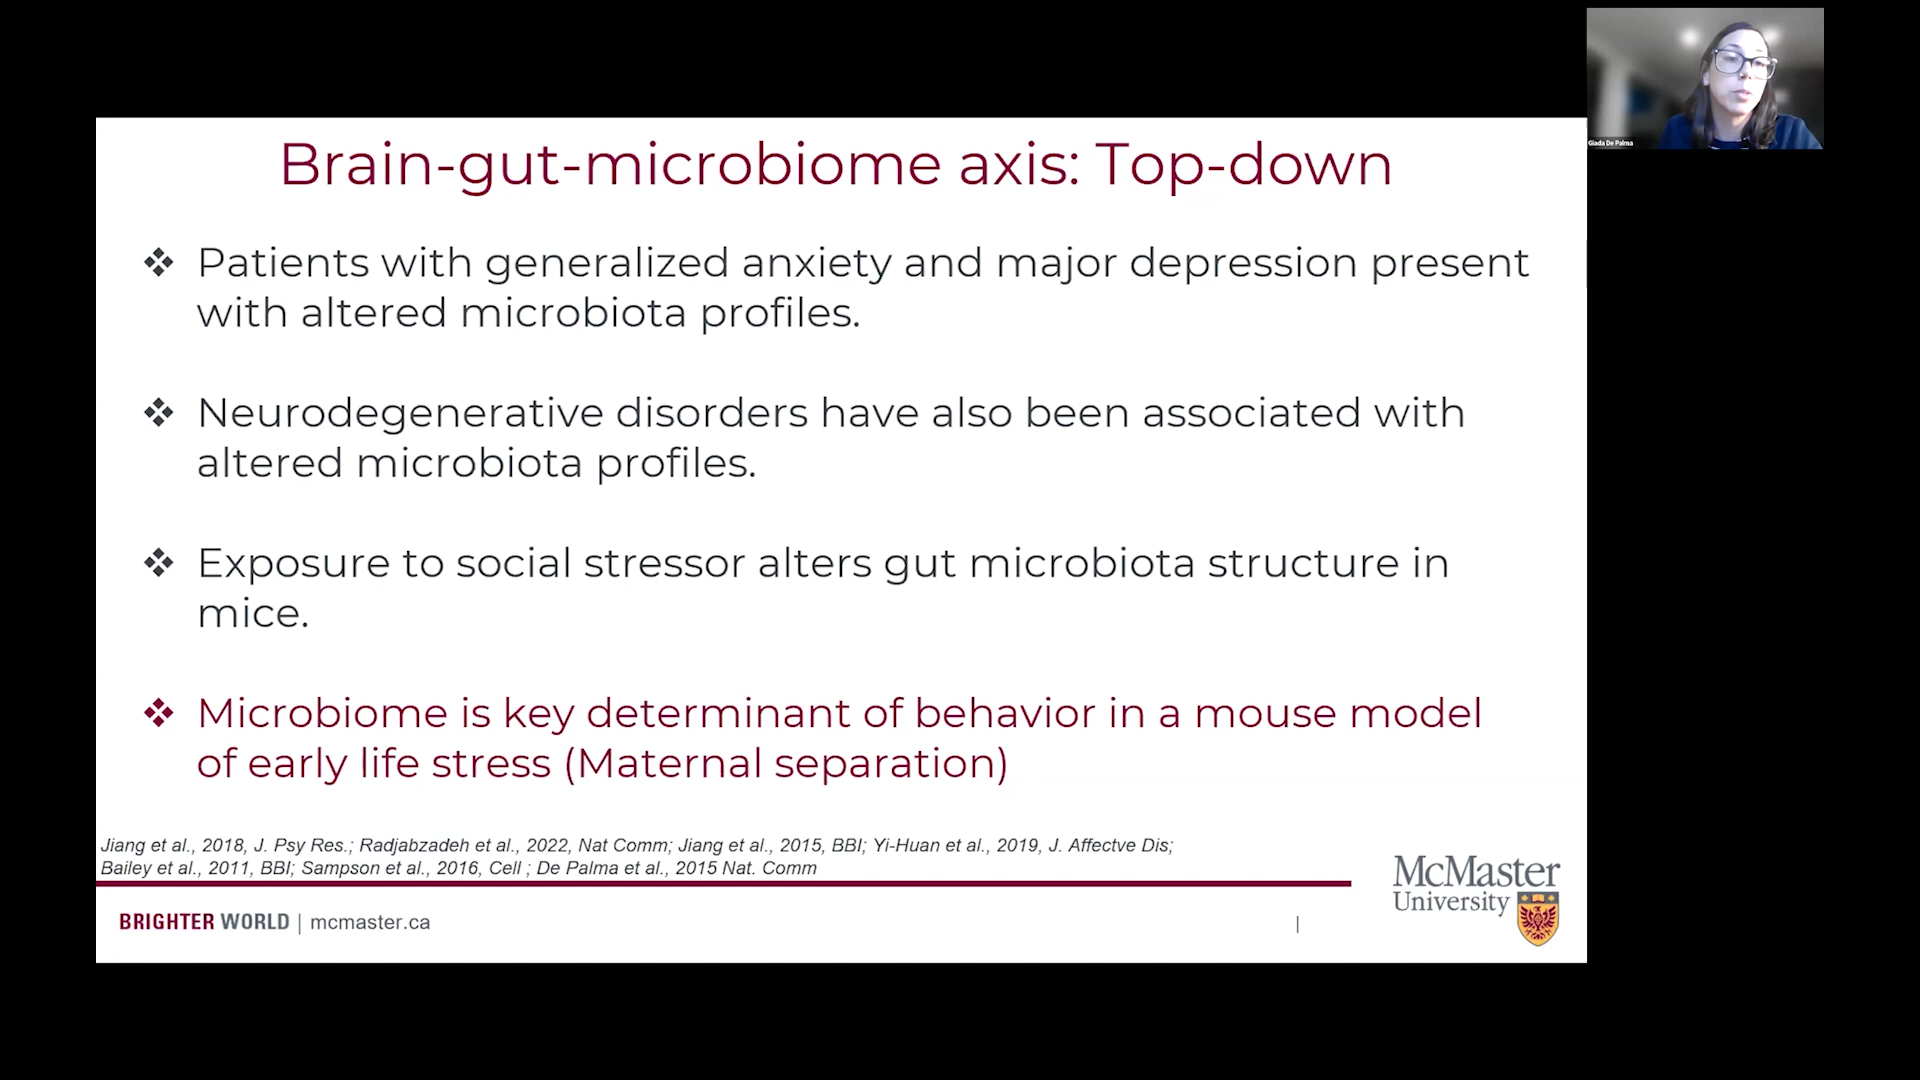 Giada De Palma
Brain-gut-microbiome axis: Top-down
❖ Patients with generalized anxiety and major depression present
with altered microbiota profiles.
❖ Neurodegenerative disorders have also been associated with
altered microbiota profiles.
❖ Exposure to social stressor alters gut microbiota structure in
mice.
❖ Microbiome is key determinant of behavior in a mouse model
of early life stress (Maternal separation)
Jiang et al., 2018, J. Psy Res.; Radjabzadeh et al., 2022, Nat Comm; Jiang et al., 2015, BBI; Yi-Huan et al., 2019, J. Affectve Dis;
Bailey et al., 2011, BBI; Sampson et al., 2016, Cell ; De Palma et al., 2015 Nat. Comm
BRIGHTER WORLD | mcmaster.ca
|
McMaster
University